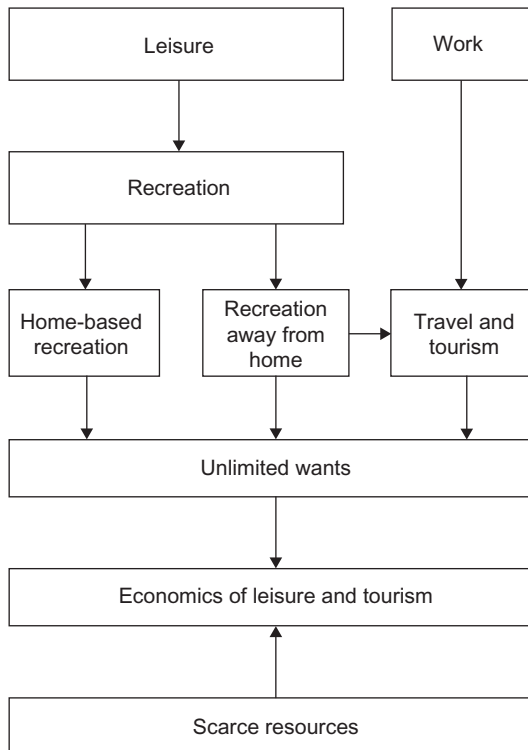 Leisure
Work
Recreation
Home-based
recreation
Recreation
away from
home
Travel and
tourism
Unlimited wants
Economics of leisure and tourism
Scarce resources